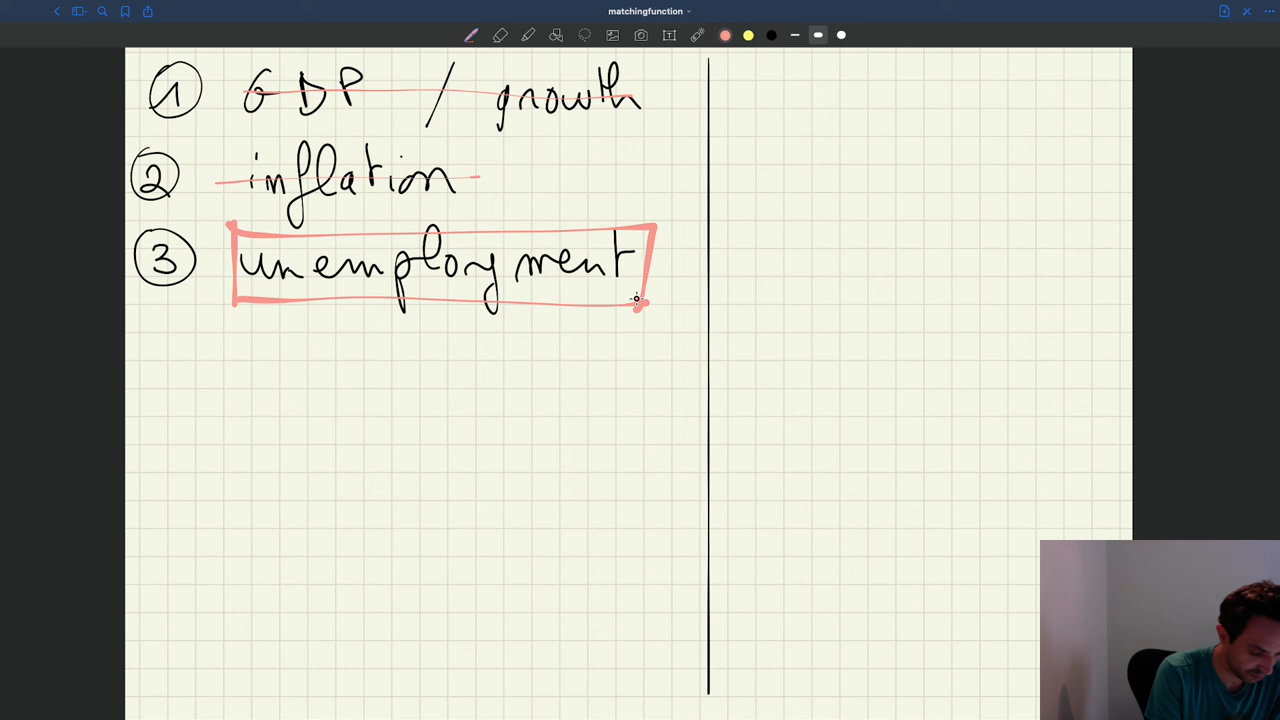 matchingfunction
1 GDP / growth
2 inflation
3 unemployment